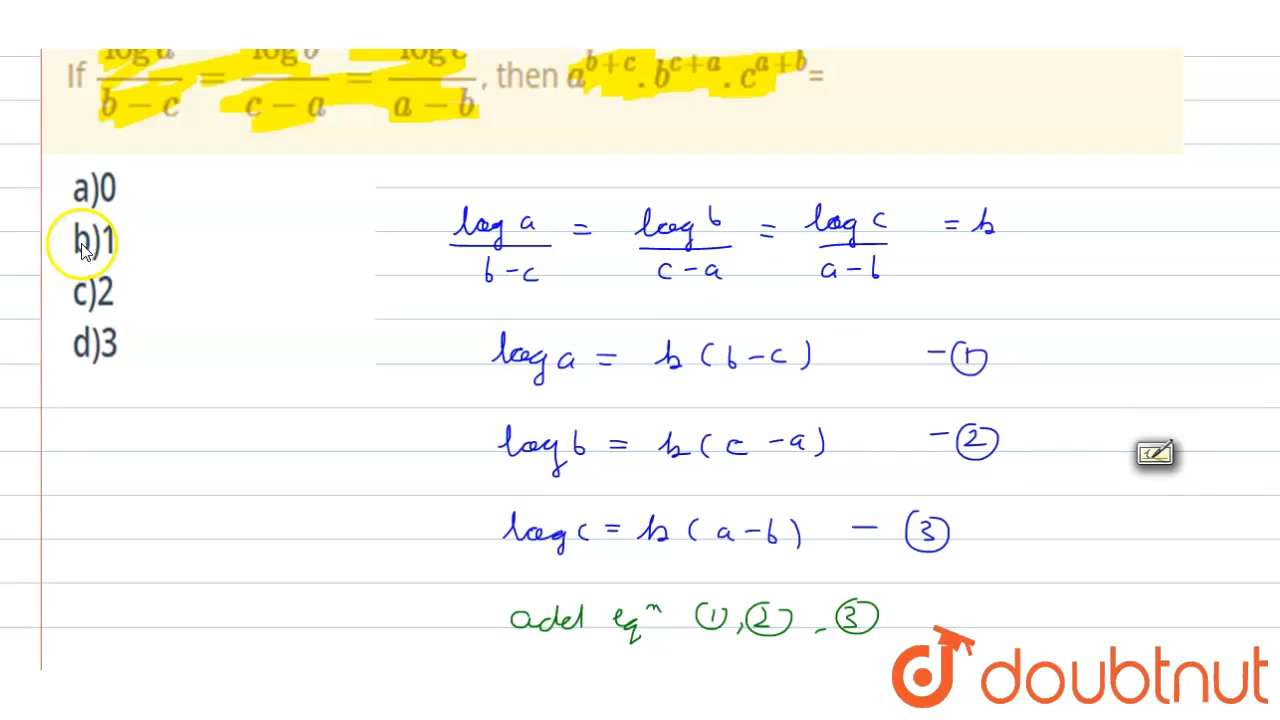 If log a / b − c = log b / c − a = log c / a − b , then a^{b+c} . b^{c+a} . c^{a+b} =
a)0
b)1
c)2
d)3
log a / b − c = log b / c − a = log c / a − b = k
log a = k ( b − c ) − ①
log b = k ( c − a ) − ②
log c = k ( a − b ) − ③
add eqⁿ ①, ② , ③
doubtnut